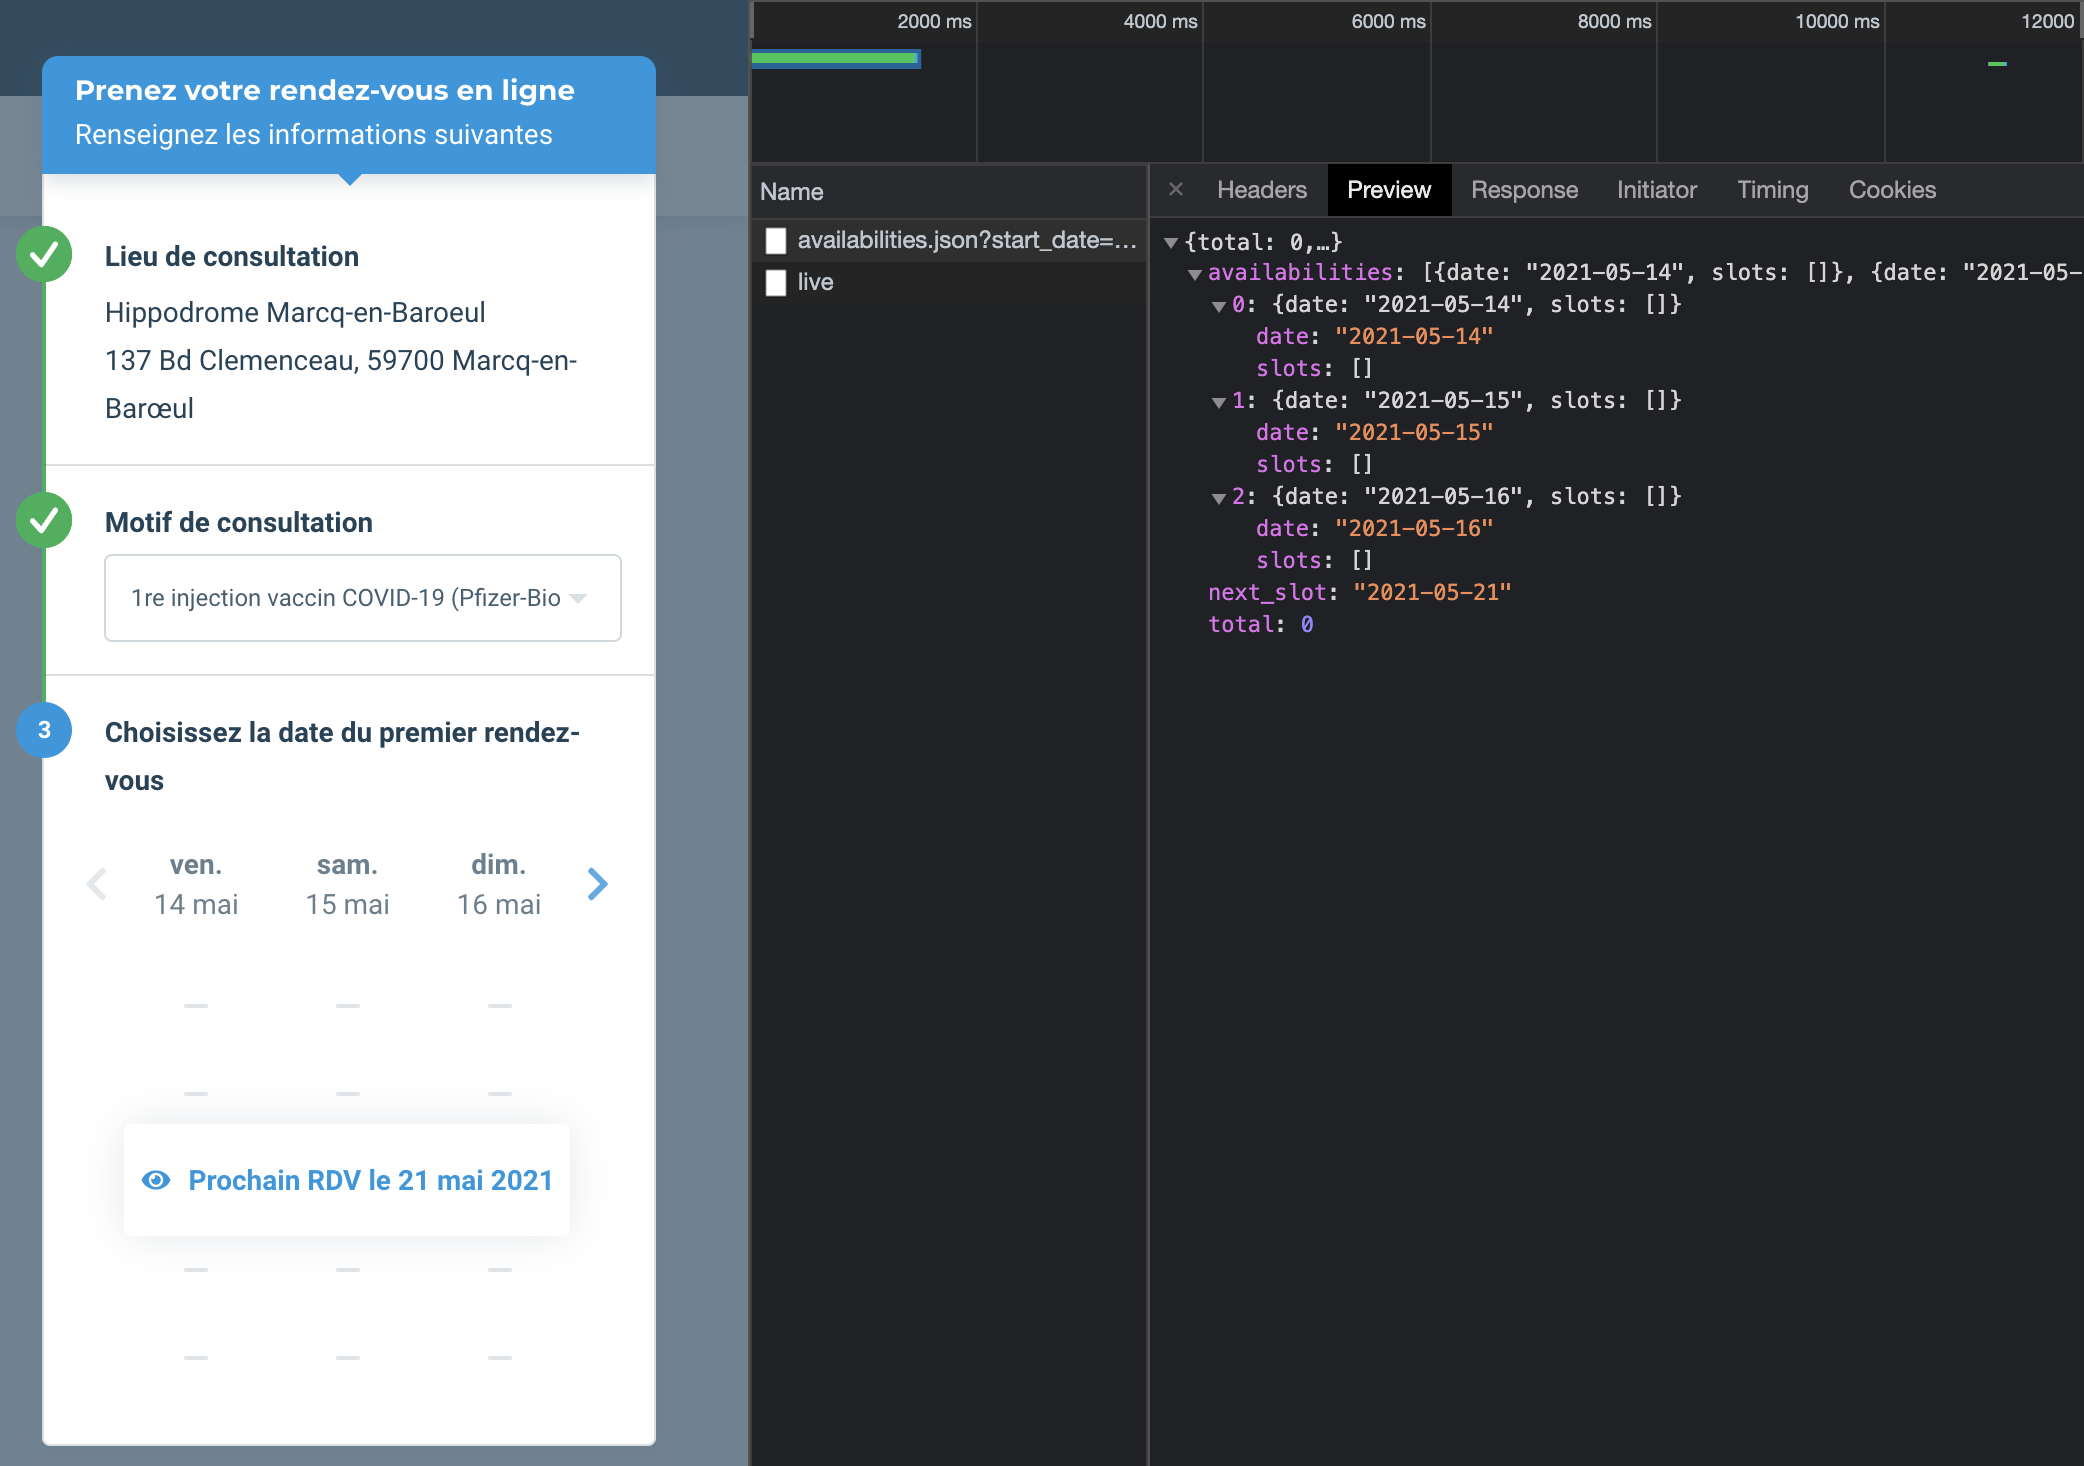 Prenez votre rendez-vous en ligne
Renseignez les informations suivantes
Lieu de consultation
Hippodrome Marcq-en-Baroeul
137 Bd Clemenceau, 59700 Marcq-en-
Barœul
Motif de consultation
1re injection vaccin COVID-19 (Pfizer-Bio
3
Choisissez la date du premier rendez-
vous
ven. sam. dim.
14 mai 15 mai 16 mai
Prochain RDV le 21 mai 2021
2000 ms 4000 ms 6000 ms 8000 ms 10000 ms 12000
Name
availabilities.json?start_date=...
live
× Headers Preview Response Initiator Timing Cookies
{total: 0,…}
availabilities: [{date: "2021-05-14", slots: []}, {date: "2021-05-
0: {date: "2021-05-14", slots: []}
date: "2021-05-14"
slots: []
1: {date: "2021-05-15", slots: []}
date: "2021-05-15"
slots: []
2: {date: "2021-05-16", slots: []}
date: "2021-05-16"
slots: []
next_slot: "2021-05-21"
total: 0